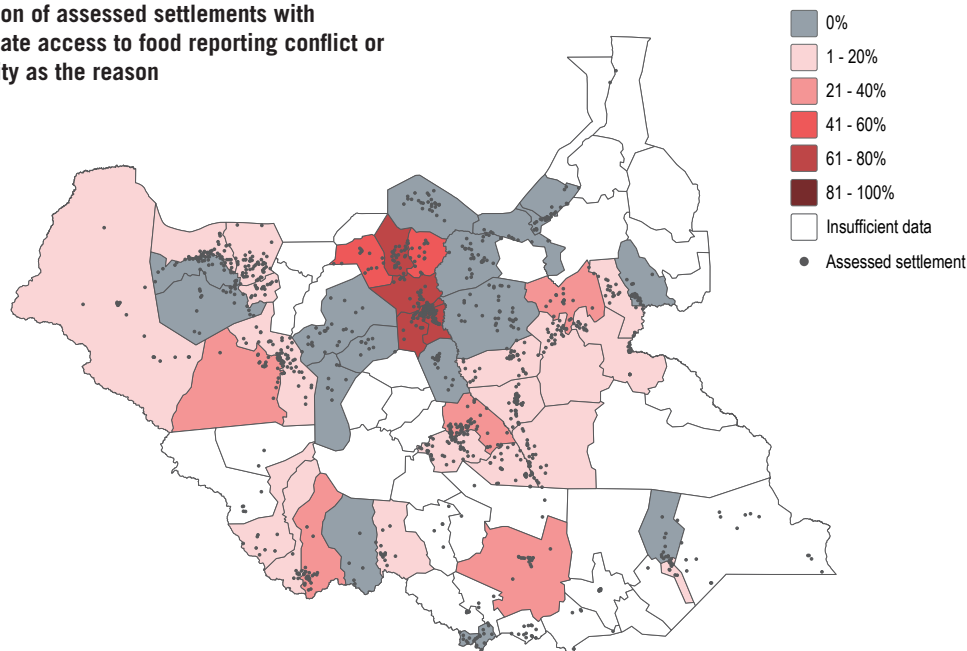 on of assessed settlements with
ate access to food reporting conflict or
ity as the reason
0%
1 - 20%
21 - 40%
41 - 60%
61 - 80%
81 - 100%
Insufficient data
Assessed settlement